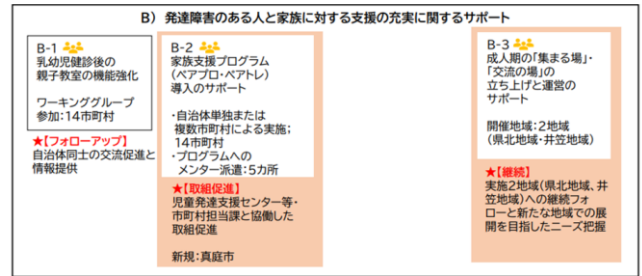 B) 発達障害のある人と家族に対する支援の充実に関するサポート
B-1
乳幼児健診後の
親子教室の機能強化
ワーキンググループ
参加:14市町村
★【フォローアップ】
自治体同士の交流促進と
情報提供
B-2
家族支援プログラム
(ペアプロ・ペアトレ)
導入のサポート
・自治体単独または
複数市町村による実施;
14市町村
・プログラムへの
メンター派遣:5カ所
★【取組促進】
児童発達支援センター等・
市町村担当課と協働した
取組促進
新規:真庭市
B-3
成人期の「集まる場」・
「交流の場」の
立ち上げと運営の
サポート
開催地域:2地域
(県北地域・井笠地域)
★【継続】
実施2地域(県北地域、井
笠地域)への継続フォ
ローと新たな地域での展
開を目指したニーズ把握